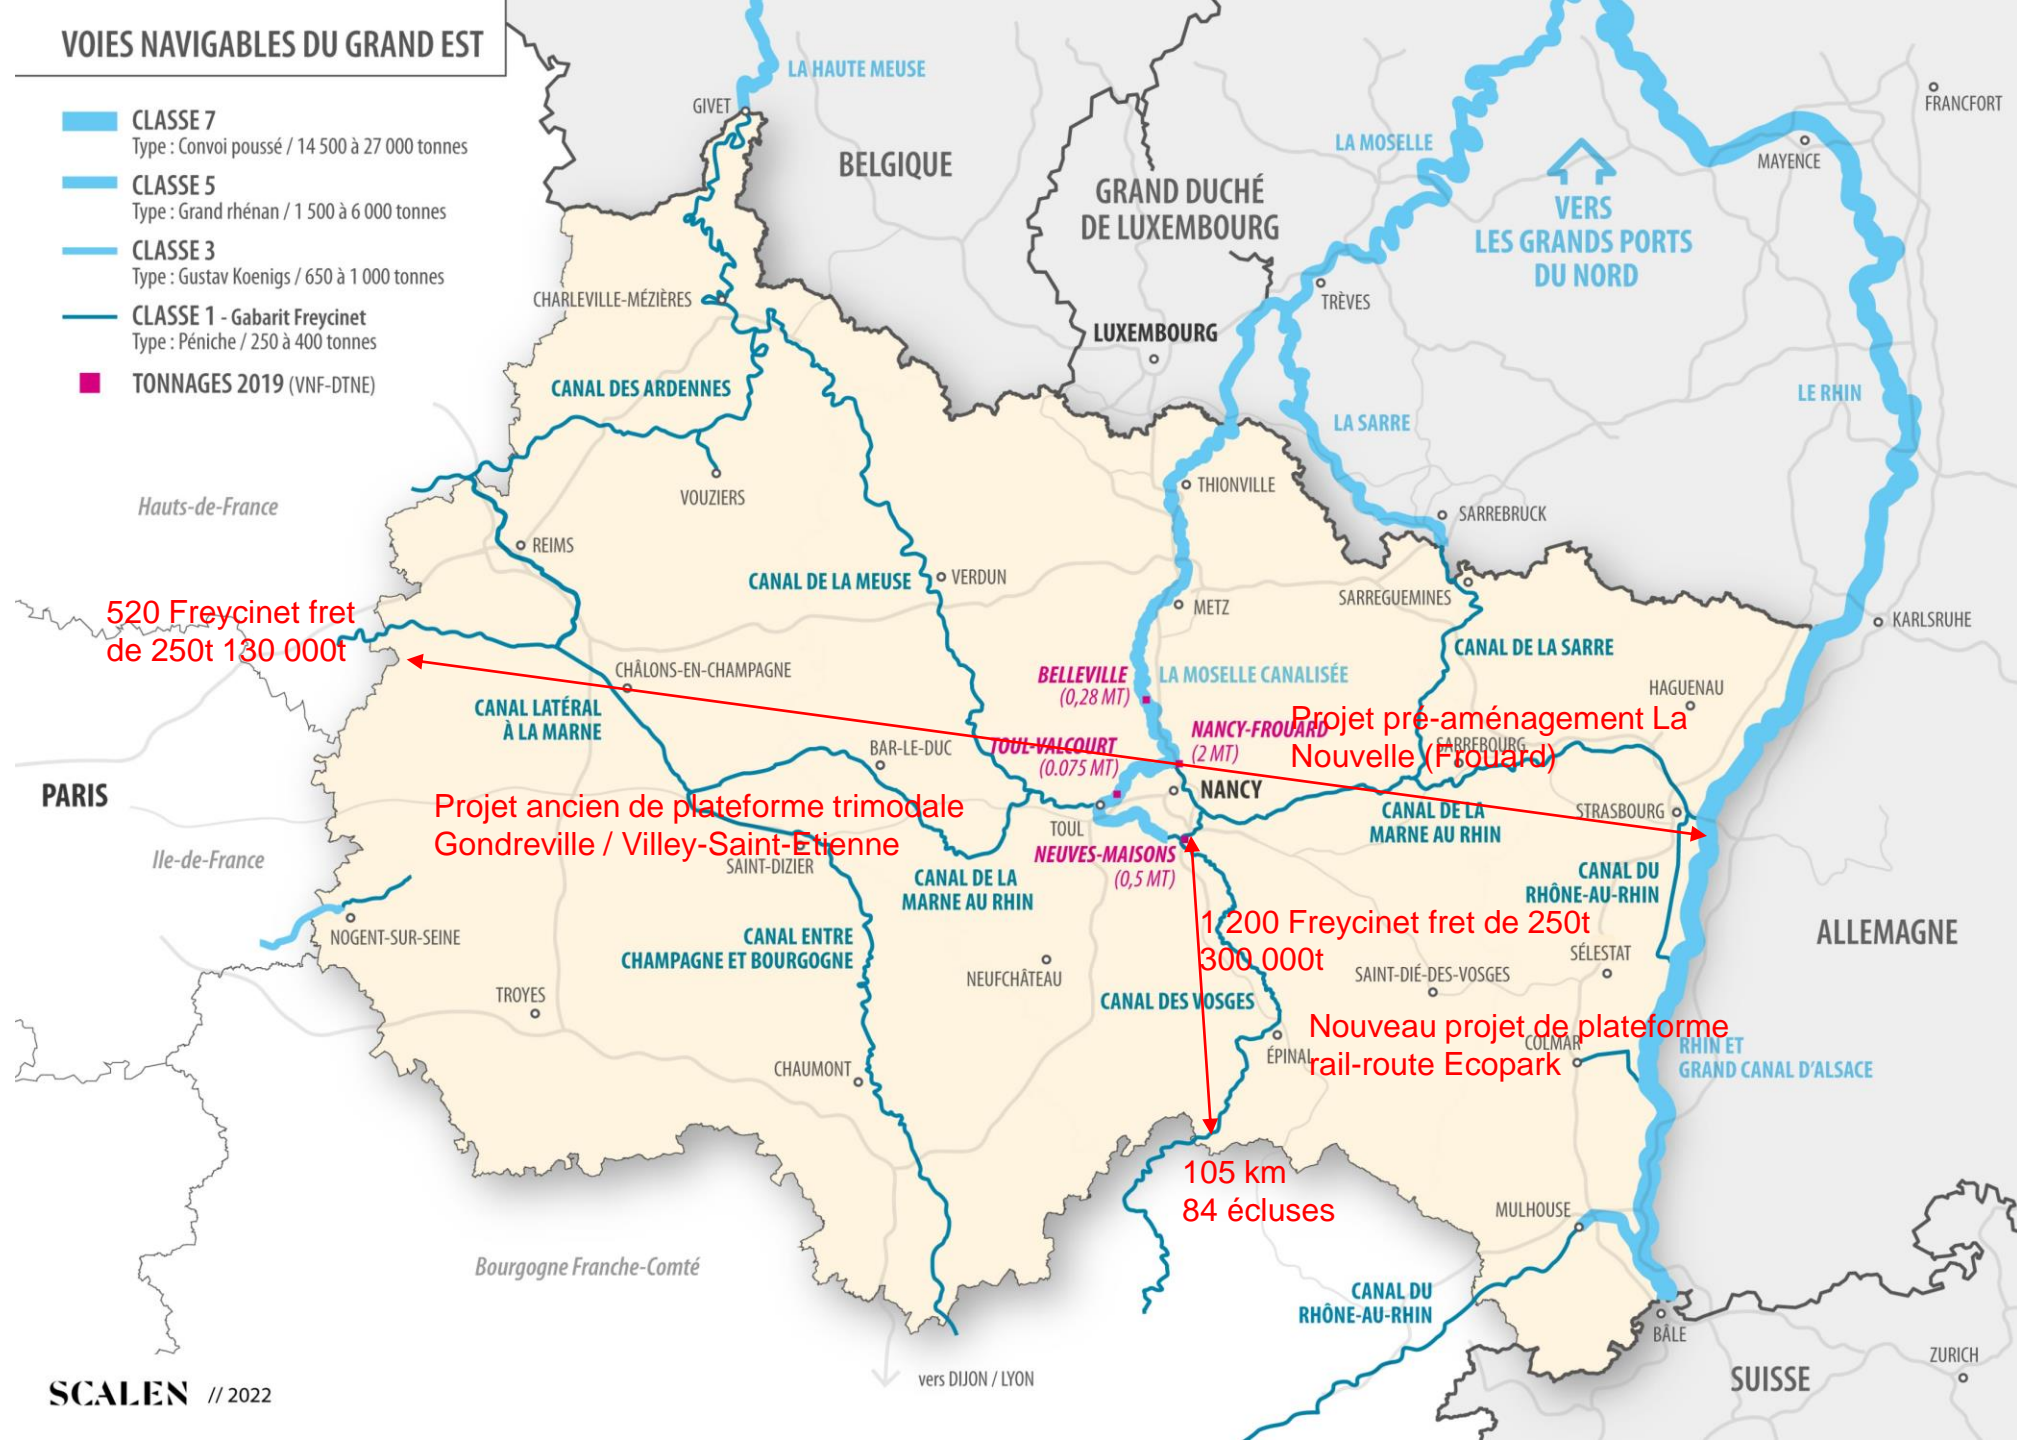 VOIES NAVIGABLES DU GRAND EST
CLASSE 7
Type : Convoi poussé / 14 500 à 27 000 tonnes
CLASSE 5
Type : Grand rhénan / 1 500 à 6 000 tonnes
CLASSE 3
Type : Gustav Koenigs / 650 à 1 000 tonnes
CLASSE 1 - Gabarit Freycinet
Type : Péniche / 250 à 400 tonnes
TONNAGES 2019 (VNF-DTNE)
LA HAUTE MEUSE
GIVET
BELGIQUE
GRAND DUCHÉ
DE LUXEMBOURG
LA MOSELLE
VERS
LES GRANDS PORTS
DU NORD
FRANCFORT
MAYENCE
CHARLEVILLE-MÉZIÈRES
TRÈVES
LUXEMBOURG
CANAL DES ARDENNES
LE RHIN
LA SARRE
Hauts-de-France
VOUZIERS
THIONVILLE
SARREBRUCK
REIMS
CANAL DE LA MEUSE
VERDUN
METZ
SARREGUEMINES
KARLSRUHE
520 Freycinet fret
de 250t 130 000t
CANAL DE LA SARRE
CHÂLONS-EN-CHAMPAGNE
BELLEVILLE
(0,28 MT)
LA MOSELLE CANALISÉE
HAGUENAU
CANAL LATÉRAL
À LA MARNE
BAR-LE-DUC
TOUL-VALCOURT
(0.075 MT)
NANCY-FROUARD
(2 MT)
Projet pré-aménagement La
Nouvelle (Frouard)
SARREBOURG
PARIS
NANCY
Projet ancien de plateforme trimodale
Gondreville / Villey-Saint-Etienne
TOUL
CANAL DE LA
MARNE AU RHIN
STRASBOURG
Ile-de-France
SAINT-DIZIER
NEUVES-MAISONS
(0,5 MT)
CANAL DE LA
MARNE AU RHIN
CANAL DU
RHÔNE-AU-RHIN
NOGENT-SUR-SEINE
CANAL ENTRE
CHAMPAGNE ET BOURGOGNE
1 200 Freycinet fret de 250t
300 000t
ALLEMAGNE
NEUFCHÂTEAU
SAINT-DIÉ-DES-VOSGES
SÉLESTAT
TROYES
CANAL DES VOSGES
Nouveau projet de plateforme
rail-route Ecopark
COLMAR
RHIN ET
GRAND CANAL D'ALSACE
CHAUMONT
ÉPINAL
105 km
84 écluses
MULHOUSE
Bourgogne Franche-Comté
CANAL DU
RHÔNE-AU-RHIN
BÂLE
ZURICH
SUISSE
vers DIJON / LYON
SCALEN // 2022